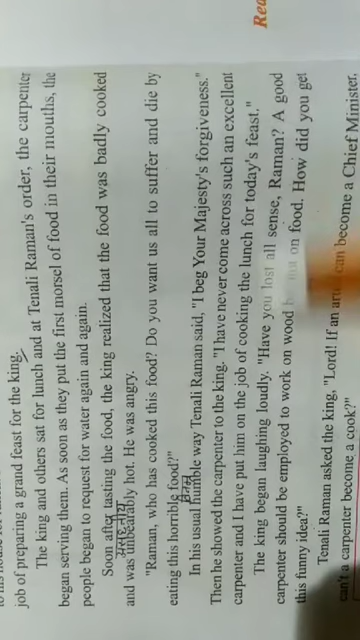 job of preparing a grand feast for the king.
The king and others sat for lunch and at Tenali Raman's order, the carpenter
began serving them. As soon as they put the first morsel of food in their mouths, the
people began to request for water again and again.
Soon after tasting the food, the king realized that the food was badly cooked
and was unbearably hot. He was angry.
"Raman, who has cooked this food? Do you want us all to suffer and die by
eating this horrible food?"
In his usual humble way Tenali Raman said, "I beg Your Majesty's forgiveness."
Then he showed the carpenter to the king. "I have never come across such an excellent
carpenter and I have put him on the job of cooking the lunch for today's feast."
The king began laughing loudly. "Have you lost all sense, Raman? A good
carpenter should be employed to work on wood on food. How did you get
this funny idea?"
Tenali Raman asked the king, "Lord! If an can become a Chief Minister,
can't a carpenter become a cook?"